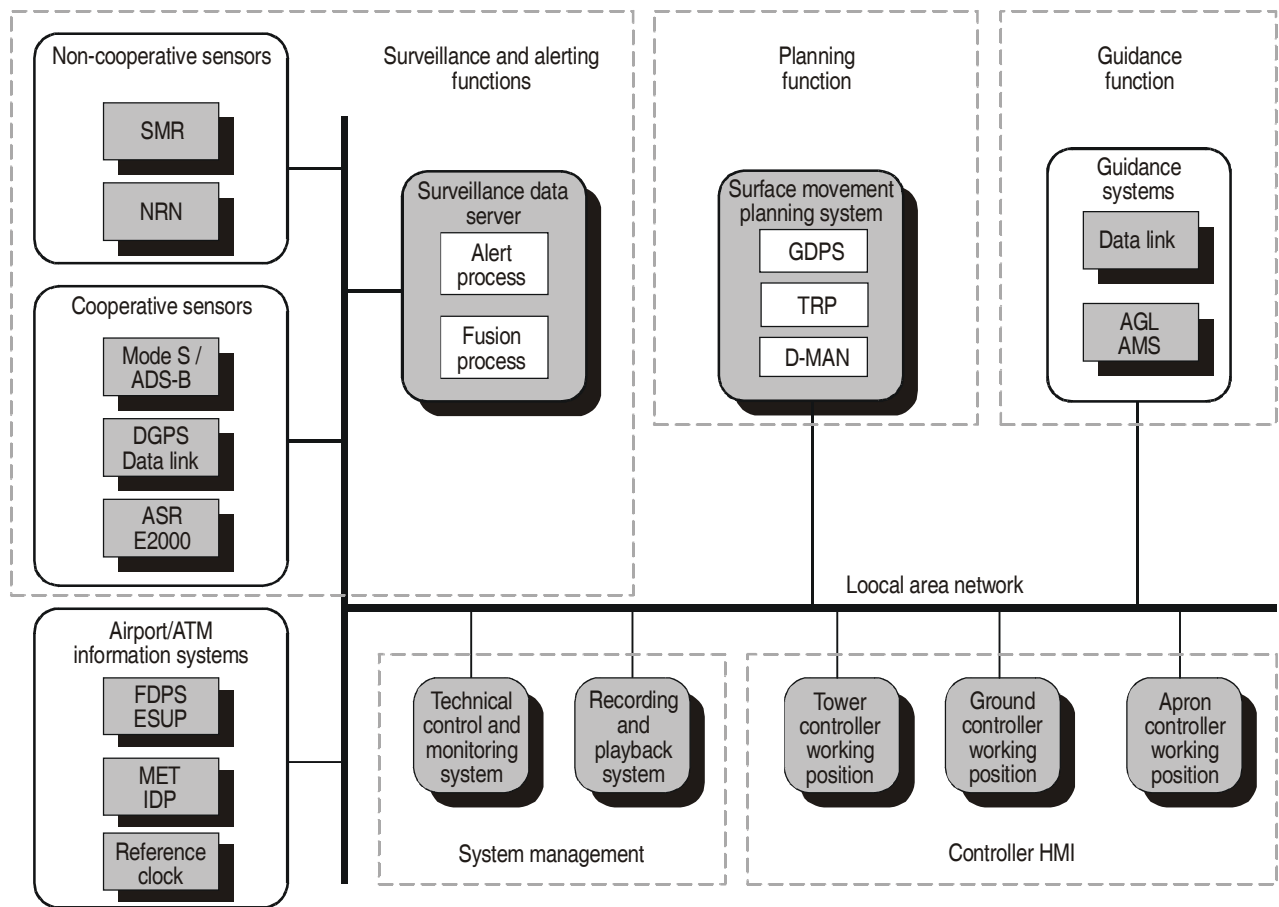 Non-cooperative sensors
SMR
NRN
Cooperative sensors
Mode S /
ADS-B
DGPS
Data link
ASR
E2000
Airport/ATM
information systems
FDPS
ESUP
MET
IDP
Reference
clock
Surveillance and alerting
functions
Surveillance data
server
Alert
process
Fusion
process
Planning
function
Surface movement
planning system
GDPS
TRP
D-MAN
Guidance
function
Guidance
systems
Data link
AGL
AMS
Loocal area network
Technical
control and
monitoring
system
Recording
and
playback
system
System management
Tower
controller
working
position
Ground
controller
working
position
Apron
controller
working
position
Controller HMI